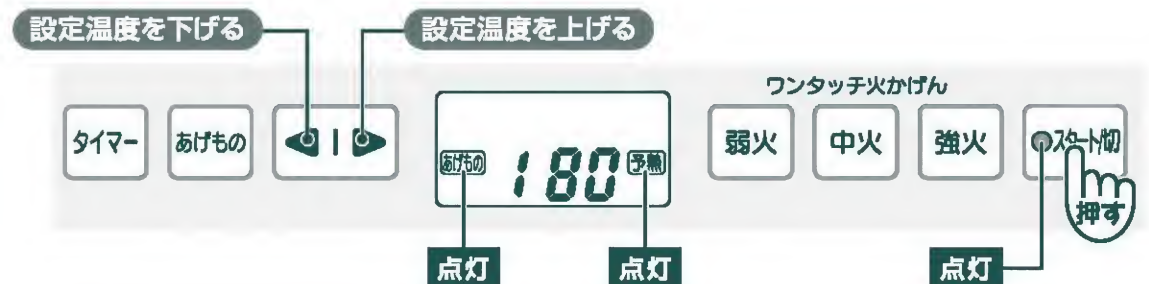 設定温度を下げる
設定温度を上げる
ワンタッチ火かげん
タイマー
あげもの
◀ | ▶
あげもの 180 予熱
弱火
中火
強火
スタート/切
押す
点灯
点灯
点灯